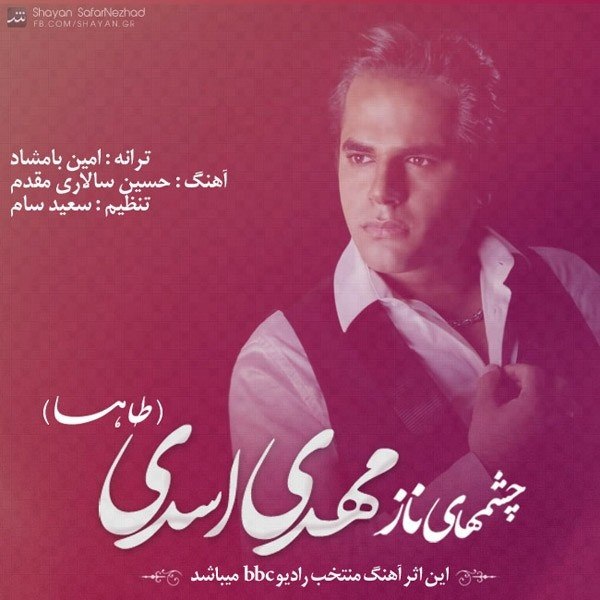 Shayan SafarNezhad
FB.COM/SHAYAN.GR
ترانه : امین بامشاد
آهنگ : حسین سالاری مقدم
تنظیم : سعید سام
(طاها)
چشمهای ناز مهدی اسدی
این اثر آهنگ منتخب رادیو bbc میباشد